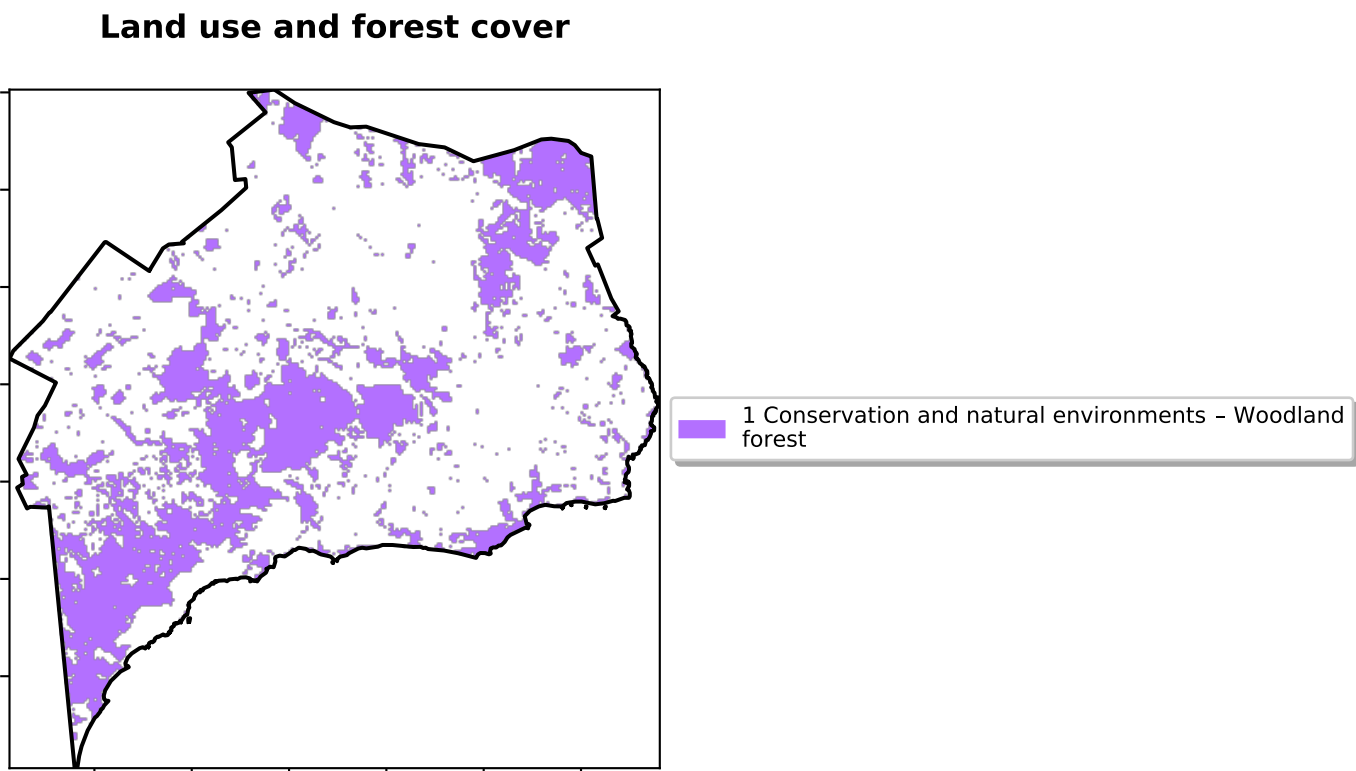 Land use and forest cover
1 Conservation and natural environments – Woodland
forest